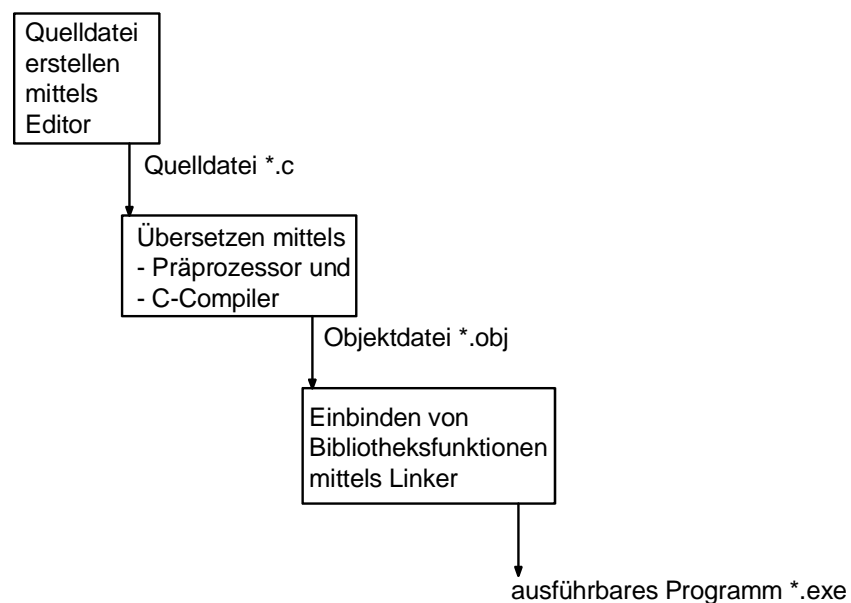 Quelldatei
erstellen
mittels
Editor
Quelldatei *.c
Übersetzen mittels
- Präprozessor und
- C-Compiler
Objektdatei *.obj
Einbinden von
Bibliotheksfunktionen
mittels Linker
ausführbares Programm *.exe